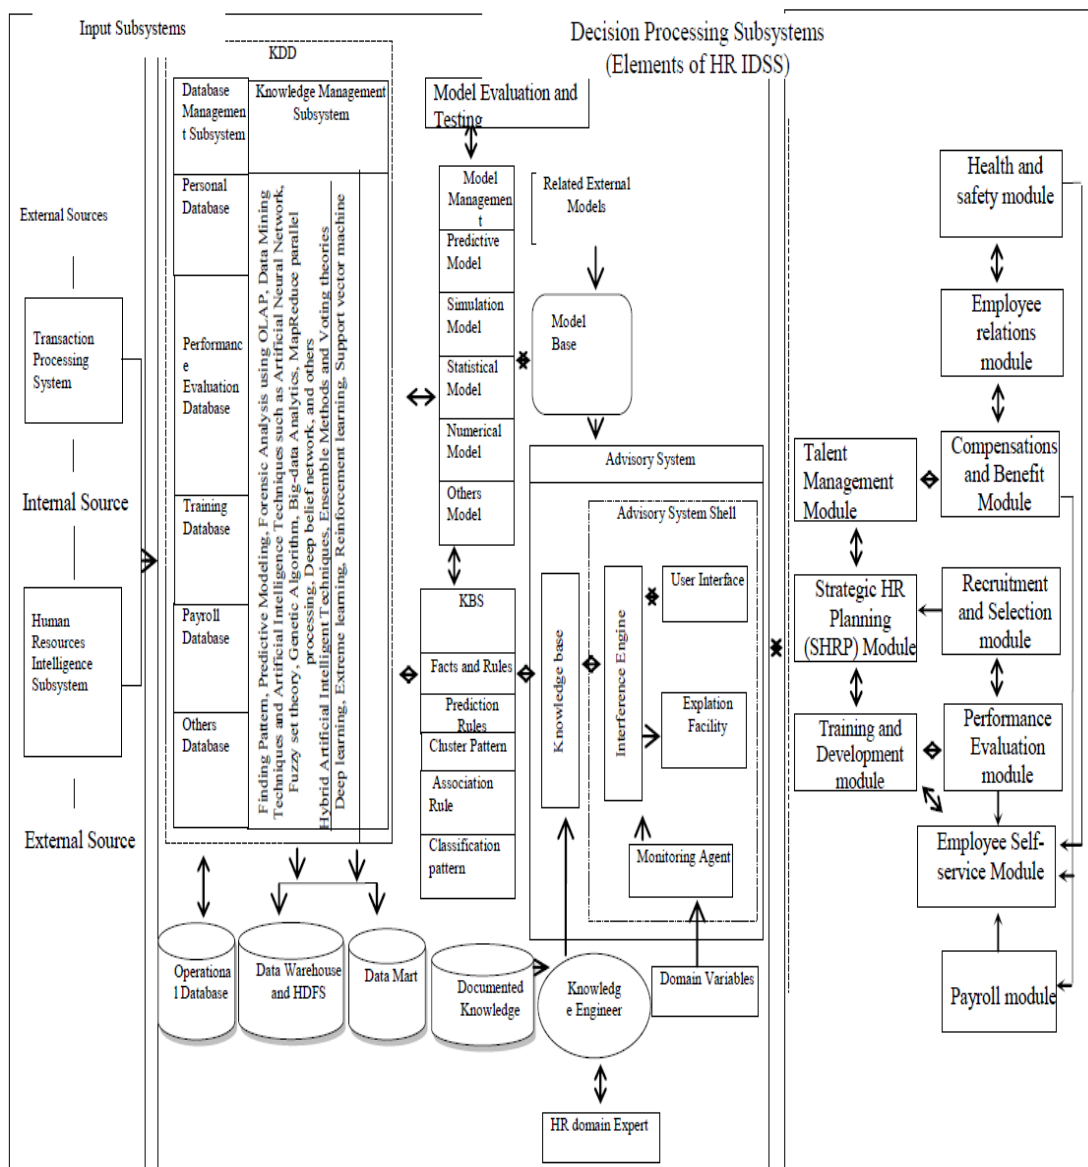 Input Subsystems
Decision Processing Subsystems
(Elements of HR IDSS)
KDD
Database
Management
t Subsystem
Knowledge Management
Subsystem
Personal
Database
Performanc
e
Evaluation
Database
Training
Database
Payroll
Database
Others
Database
Finding Pattern, Predictive Modeling, Forensic Analysis using OLAP, Data Mining
Techniques and Artificial Intelligence Techniques such as Artificial Neural Network,
Fuzzy set theory, Genetic Algorithm, Big-data Analytics, MapReduce parallel
processing, Deep belief network, and others
Hybrid Artificial Intelligent Techniques, Ensemble Methods and Voting theories
Deep learning, Extreme learning, Reinforcement learning, Support vector machine
External Sources
Transaction
Processing
System
Internal Source
Human
Resources
Intelligence
Subsystem
External Source
Model Evaluation and
Testing
Model
Managemen
t
Predictive
Model
Simulation
Model
Statistical
Model
Numerical
Model
Others
Model
Related External
Models
Model
Base
KBS
Facts and Rules
Prediction
Rules
Cluster Pattern
Association
Rule
Classification
pattern
Advisory System
Advisory System Shell
Knowledge base
Interference Engine
User Interface
Explation
Facility
Monitoring Agent
Operationa
l Database
Data Warehouse
and HDFS
Data Mart
Documented
Knowledge
Knowledg
e Engineer
Domain Variables
HR domain Expert
Health and
safety module
Employee
relations
module
Talent
Management
Module
Compensations
and Benefit
Module
Strategic HR
Planning
(SHRP) Module
Recruitment
and Selection
module
Training and
Development
module
Performance
Evaluation
module
Employee Self-
service Module
Payroll module